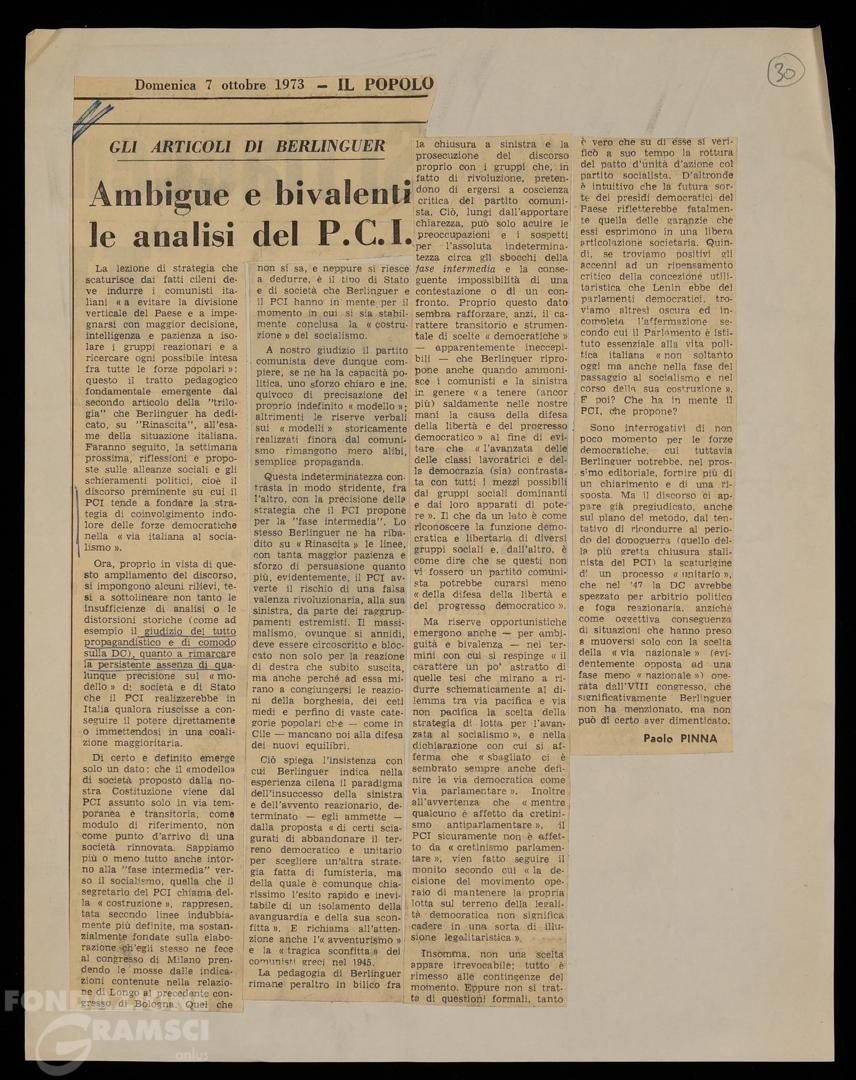 30
Domenica 7 ottobre 1973 — IL POPOLO
GLI ARTICOLI DI BERLINGUER
Ambigue e bivalenti
le analisi del P.C.I.
La lezione di strategia che
scaturisce dai fatti cileni de-
ve indurre i comunisti ita-
liani « a evitare la divisione
verticale del Paese e a impe-
gnarsi con maggior decisione,
intelligenza e pazienza a iso-
lare i gruppi reazionari e a
ricercare ogni possibile intesa
fra tutte le forze popolari »:
questo il tratto pedagogico
fondamentale emergente dal
secondo articolo della "trilo-
gia" che Berlinguer ha dedi-
cato, su "Rinascita", all'esa-
me della situazione italiana.
Faranno seguito, la settimana
prossima, riflessioni e propo-
ste sulle alleanze sociali e gli
schieramenti politici, cioè il
discorso preminente su cui il
PCI tende a fondare la stra-
tegia di coinvolgimento indo-
lore delle forze democratiche
nella « via italiana al socia-
lismo ».
Ora, proprio in vista di que-
sto ampliamento del discorso,
si impongono alcuni rilievi, te-
si a sottolineare non tanto le
insufficienze di analisi o le
distorsioni storiche (come ad
esempio il giudizio del tutto
propagandistico e di comodo
sulla DC), quanto a rimarcare
la persistente assenza di qua-
lunque precisione sul « mo-
dello » di società e di Stato
che il PCI realizzerebbe in
Italia qualora riuscisse a con-
seguire il potere direttamente
o immettendosi in una coali-
zione maggioritaria.
Di certo e definito emerge
solo un dato: che il «modello»
di società proposto dalla no-
stra Costituzione viene dal
PCI assunto solo in via tem-
poranea e transitoria, come
modulo di riferimento, non
come punto d'arrivo di una
società rinnovata. Sappiamo
più o meno tutto anche intor-
no alla "fase intermedia" ver-
so il socialismo, quella che il
segretario del PCI chiama del-
la « costruzione », rappresen.
tata secondo linee indubbia-
mente più definite, ma sostan-
zialmente fondate sulla elabo-
razione ch'egli stesso ne fece
al congresso di Milano pren-
dendo le mosse dalle indica-
zioni contenute nella relazio-
ne di Longo al precedente con-
gresso di Bologna. Quel che
non si sa, e neppure si riesce
a dedurre, è il tipo di Stato
e di società che Berlinguer e
il PCI hanno in mente per il
momento in cui si sia stabil-
mente conclusa la « costru-
zione » del socialismo.
A nostro giudizio il partito
comunista deve dunque com-
piere, se ne ha la capacità po-
litica, uno sforzo chiaro e ine.
quivoco di precisazione del
proprio indefinito « modello »;
altrimenti le riserve verbali
sui « modelli » storicamente
realizzati finora dal comuni-
smo rimangono mero alibi,
semplice propaganda.
Questa indeterminatezza con-
trasta in modo stridente, fra
l'altro, con la precisione della
strategia che il PCI propone
per la "fase intermedia". Lo
stesso Berlinguer ne ha riba-
dito su « Rinascita » le linee,
con tanta maggior pazienza e
sforzo di persuasione quanto
più, evidentemente, il PCI av-
verte il rischio di una falsa
valenza rivoluzionaria, alla sua
sinistra, da parte dei raggrup-
pamenti estremisti. Il massi-
malismo, ovunque si annidi,
deve essere circoscritto e bloc-
cato non solo per la reazione
di destra che subito suscita,
ma anche perché ad essa mi-
rano a congiungersi le reazio-
ni della borghesia, dei ceti
medi e perfino di vaste cate-
gorie popolari che — come in
Cile — mancano poi alla difesa
dei nuovi equilibri.
Ciò spiega l'insistenza con
cui Berlinguer indica nella
esperienza cilena il paradigma
dell'insuccesso della sinistra
e dell'avvento reazionario, de-
terminato — egli ammette —
dalla proposta « di certi scia-
gurati di abbandonare il ter-
reno democratico e unitario
per scegliere un'altra strate-
gia fatta di fumisteria, ma
della quale è comunque chia-
rissimo l'esito rapido e inevi-
tabile di un isolamento della
avanguardia e della sua scon-
fitta ». E richiama all'atten-
zione anche l'« avventurismo »
e la « tragica sconfitta » dei
comunisti greci nel 1945.
La pedagogia di Berlinguer
rimane peraltro in bilico fra
la chiusura a sinistra e la
prosecuzione del discorso
proprio con i gruppi che, in
fatto di rivoluzione, preten-
dono di ergersi a coscienza
critica del partito comuni-
sta. Ciò, lungi dall'apportare
chiarezza, può solo acuire le
preoccupazioni e i sospetti
per l'assoluta indetermina-
tezza circa gli sbocchi della
fase intermedia e la conse-
guente impossibilità di una
contestazione o di un con-
fronto. Proprio questo dato
sembra rafforzare, anzi, il ca-
rattere transitorio e strumen-
tale di scelte « democratiche »
— apparentemente ineccepi-
bili — che Berlinguer ripro-
pone anche quando ammoni-
sce i comunisti e la sinistra
in genere « a tenere (ancor
più) saldamente nelle nostre
mani la causa della difesa
della libertà e del progresso
democratico » al fine di evi-
tare che « l'avanzata delle
delle classi lavoratrici e del-
la democrazia (sia) contrasta-
ta con tutti i mezzi possibili
dai gruppi sociali dominanti
e dai loro apparati di pote-
re ». Il che da un lato è come
riconoscere la funzione demo-
cratica e libertaria di diversi
gruppi sociali e, dall'altro, è
come dire che se questi non
vi fossero un partito comuni-
sta potrebbe curarsi meno
« della difesa della libertà e
del progresso democratico ».
Ma riserve opportunistiche
emergono anche — per ambi-
guità e bivalenza — nei ter-
mini con cui si respinge « il
carattere un po' astratto di
quelle tesi che mirano a ri-
durre schematicamente al di-
lemma tra via pacifica e via
non pacifica la scelta della
strategia di lotta per l'avan-
zata al socialismo », e nella
dichiarazione con cui si af-
ferma che « sbagliato ci è
sembrato sempre anche defi-
nire la via democratica come
via parlamentare ». Inoltre
all'avvertenza che « mentre
qualcuno è affetto da cretini-
smo antiparlamentare », il
PCI sicuramente non è affet-
to da « cretinismo parlamen-
tare », vien fatto seguire il
monito secondo cui « la de-
cisione del movimento ope-
raio di mantenere la propria
lotta sul terreno della legali-
tà democratica non significa
cadere in una sorta di illu-
sione legalitaristica ».
Insomma, non una scelta
appare irrevocabile; tutto è
rimesso alle contingenze del
momento. Eppure non si trat-
ta di questioni formali, tanto
è vero che su di esse si veri-
ficò a suo tempo la rottura
del patto d'unità d'azione col
partito socialista. D'altronde
è intuitivo che la futura sor-
te dei presidi democratici del
Paese rifletterebbe fatalmen-
te quella delle garanzie che
essi esprimono in una libera
articolazione societaria. Quin-
di, se troviamo positivi gli
accenni ad un ripensamento
critico della concezione utili-
taristica che Lenin ebbe dei
parlamenti democratici, tro-
viamo altresì oscura ed in-
completa l'affermazione se-
condo cui il Parlamento è isti-
tuto essenziale alla vita poli-
tica italiana « non soltanto
oggi ma anche nella fase del
passaggio al socialismo e nel
corso della sua costruzione ».
E poi? Che ha in mente il
PCI, che propone?
Sono interrogativi di non
poco momento per le forze
democratiche, cui tuttavia
Berlinguer potrebbe, nel pros-
simo editoriale, fornire più di
un chiarimento e di una ri-
sposta. Ma il discorso ci ap-
pare già pregiudicato, anche
sul piano del metodo, dal ten-
tativo di ricondurre al perio-
do del dopoguerra (quello del-
la più gretta chiusura stali-
nista del PCI) la scaturigine
di un processo « unitario »,
che nel '47 la DC avrebbe
spezzato per arbitrio politico
e foga reazionaria, anziché
come oggettiva conseguenza
di situazioni che hanno preso
a muoversi solo con la scelta
della « via nazionale » (evi-
dentemente opposta ad una
fase meno « nazionale ») ope-
rata dall'VIII congresso, che
significativamente Berlinguer
non ha menzionato, ma non
può di certo aver dimenticato.
Paolo PINNA
GRAMSCI
onlus